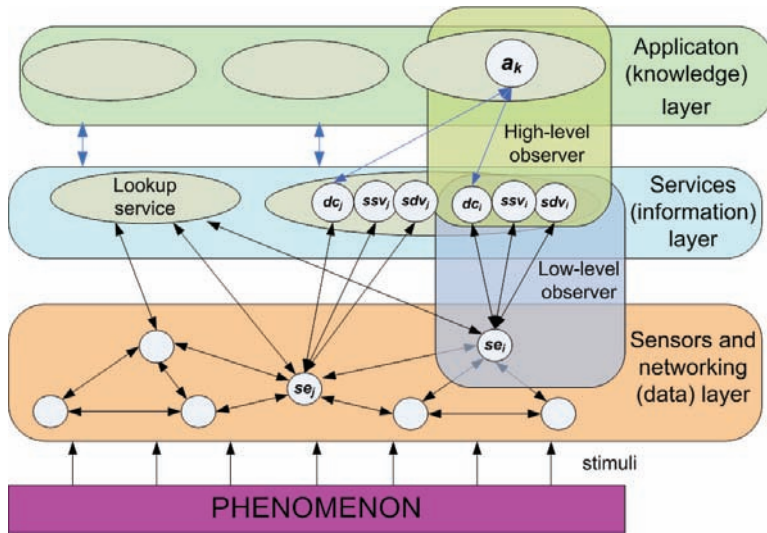 a_k
Applicaton
(knowledge)
layer
High-level
observer
Lookup
service
dc_j ssv_j sdv_j dc_i ssv_i sdv_i
Services
(information)
layer
Low-level
observer
se_j
se_i
Sensors and
networking
(data) layer
stimuli
PHENOMENON